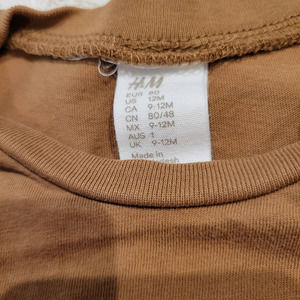 H&M
EUR 80
US 12M
CA 9-12M
CN 80/48
MX 9-12M
AUS 1
UK 9-12M
Made in